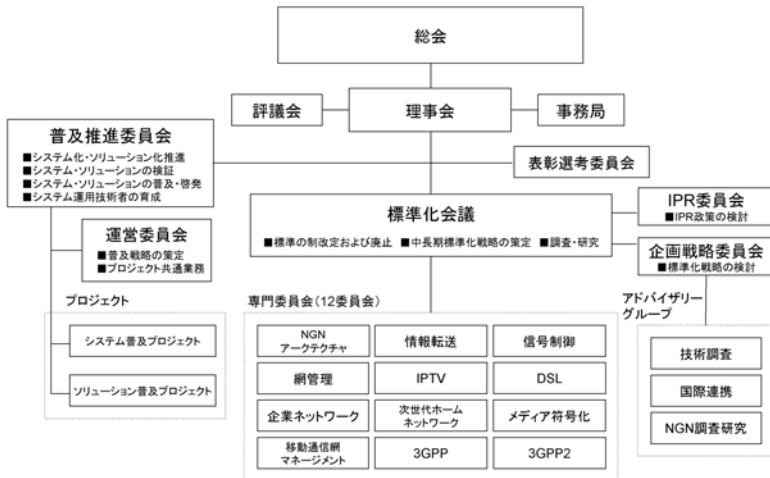 総会
評議会
理事会
事務局
普及推進委員会
■システム化・ソリューション化推進
■システム・ソリューションの検証
■システム・ソリューションの普及・啓発
■システム運用技術者の育成
表彰選考委員会
標準化会議
■標準の制改定および廃止 ■中長期標準化戦略の策定 ■調査・研究
IPR委員会
■IPR政策の検討
企画戦略委員会
■標準化戦略の検討
運営委員会
■普及戦略の策定
■プロジェクト共通業務
プロジェクト
システム普及プロジェクト
ソリューション普及プロジェクト
専門委員会(12委員会)
NGN
アークテクチャ
情報転送
信号制御
網管理
IPTV
DSL
企業ネットワーク
次世代ホーム
ネットワーク
メディア符号化
移動通信網
マネージメント
3GPP
3GPP2
アドバイザリー
グループ
技術調査
国際連携
NGN調査研究